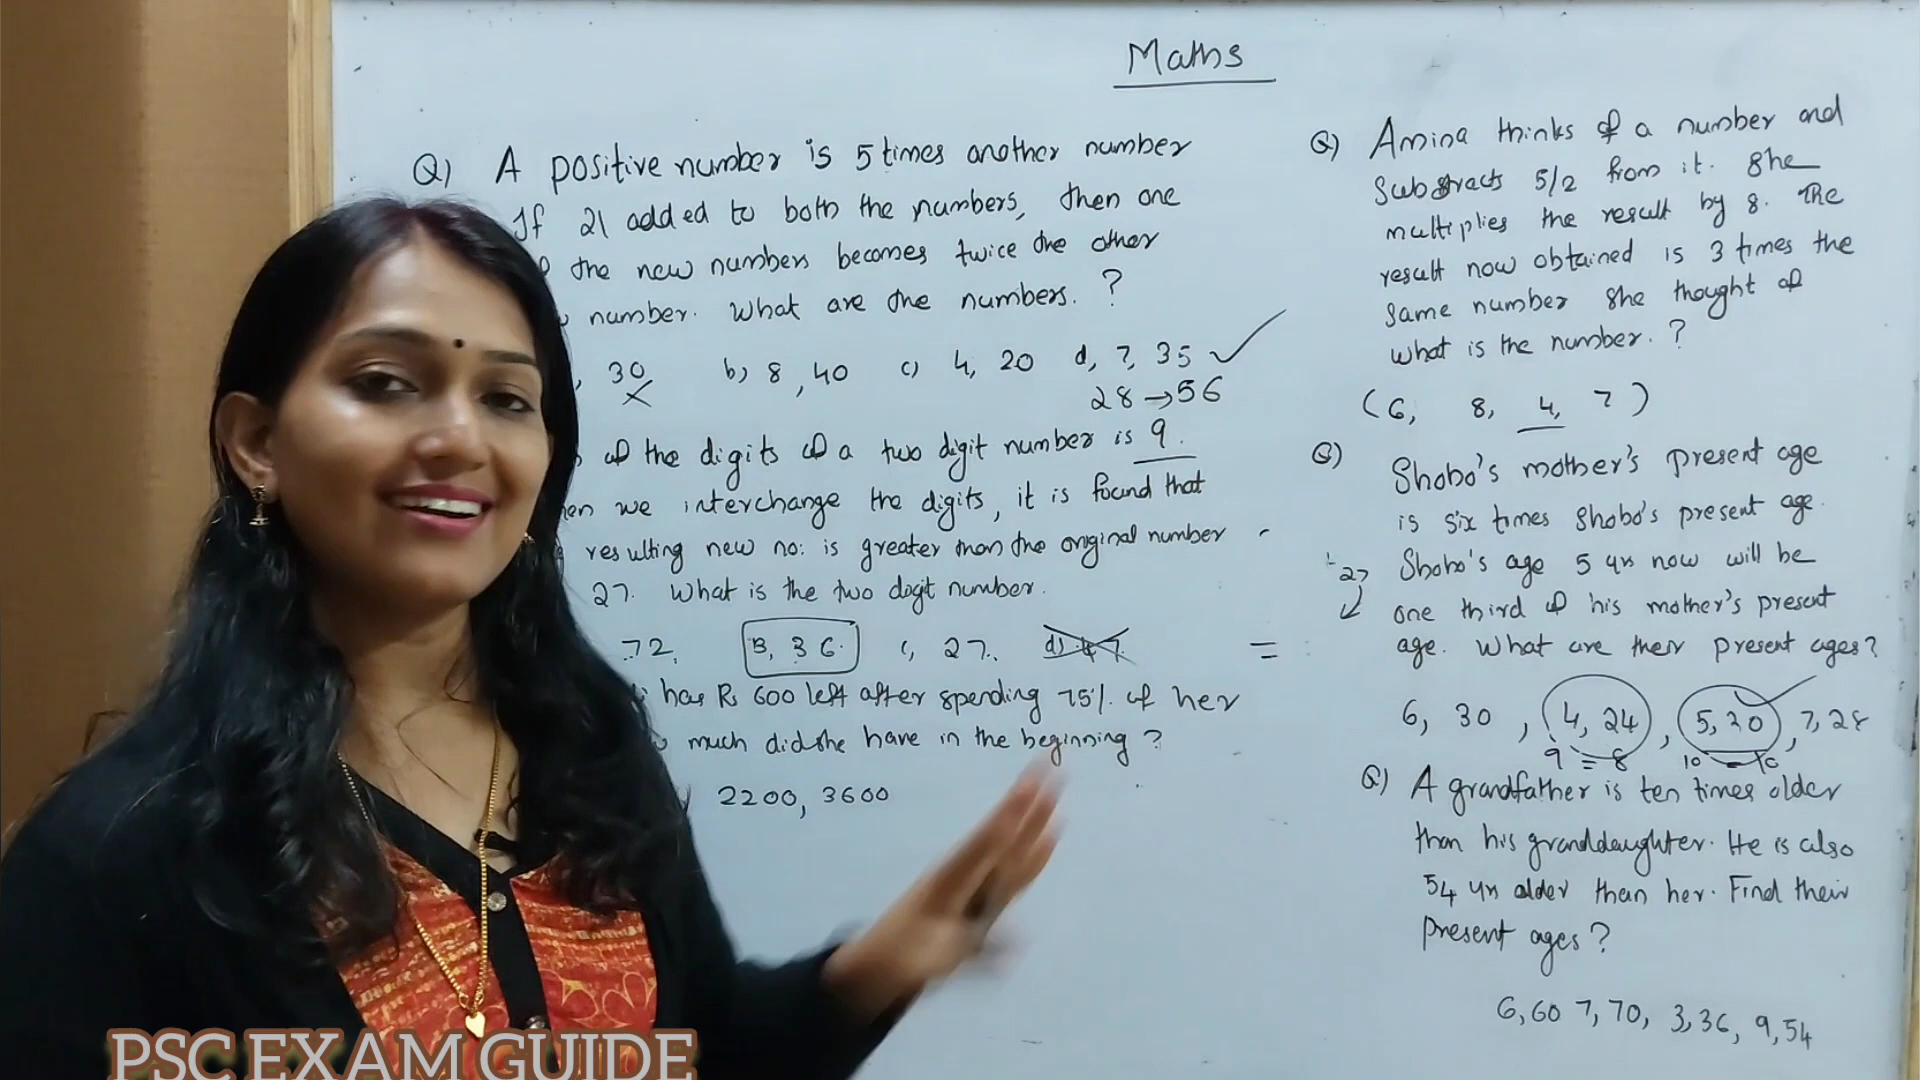 Maths
Q) A positive number is 5 times another number
If 21 added to both the numbers, then one
the new numbers becomes twice the other
number. What are the numbers. ?
, 30 b) 8, 40 c) 4, 20 d, 7, 35
28 → 56
of the digits of a two digit number is 9.
we interchange the digits, it is found that
resulting new no: is greater than the original number
27. What is the two dogit number.
72, B, 36. c, 27. d) 47.
has Rs 600 left after spending 75% of her
much did she have in the beginning ?
2200, 3600
Q) Amina thinks of a number and
Substracts 5/2 from it. She
multiplies the result by 8. The
result now obtained is 3 times the
same number she thought of
what is the number. ?
(6, 8, 4, 7)
Q) Shobo's mother's present age
is six times Shobo's present age.
Shobo's age 5 yrs now will be
27
one third of his mother's present
age. What are their present ages?
=
6, 30, 4, 24, 5, 30, 7, 28
9 = 8 10 = 10
Q) A grandfather is ten times older
than his granddaughter. He is also
54 yrs older than her. Find their
present ages?
6, 60 7, 70, 3, 36, 9, 54
PSC EXAM GUIDE